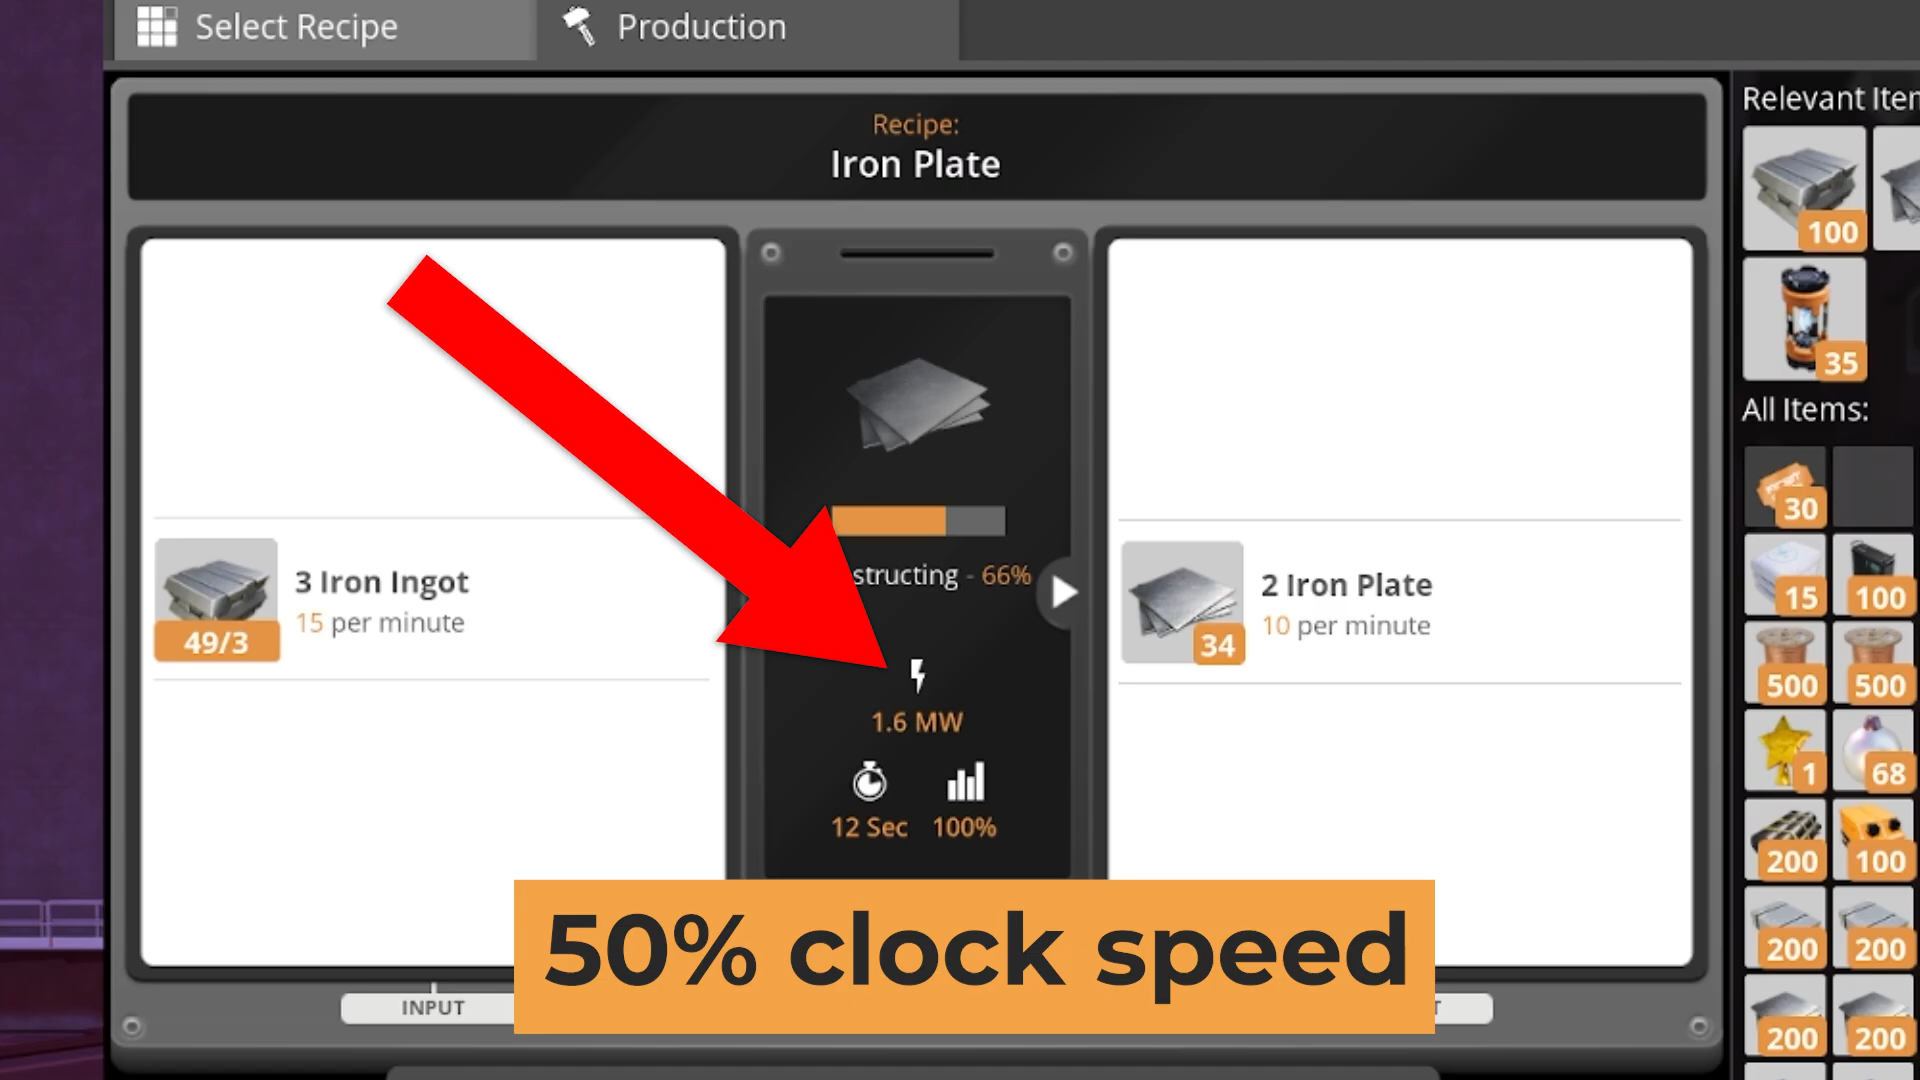 Select Recipe
Production
Recipe:
Iron Plate
3 Iron Ingot
15 per minute
49/3
structing - 66%
1.6 MW
12 Sec
100%
2 Iron Plate
10 per minute
34
INPUT
50% clock speed
Relevant Iten
100
35
All Items:
30
15
100
500
500
1
68
200
100
200
200
200
200